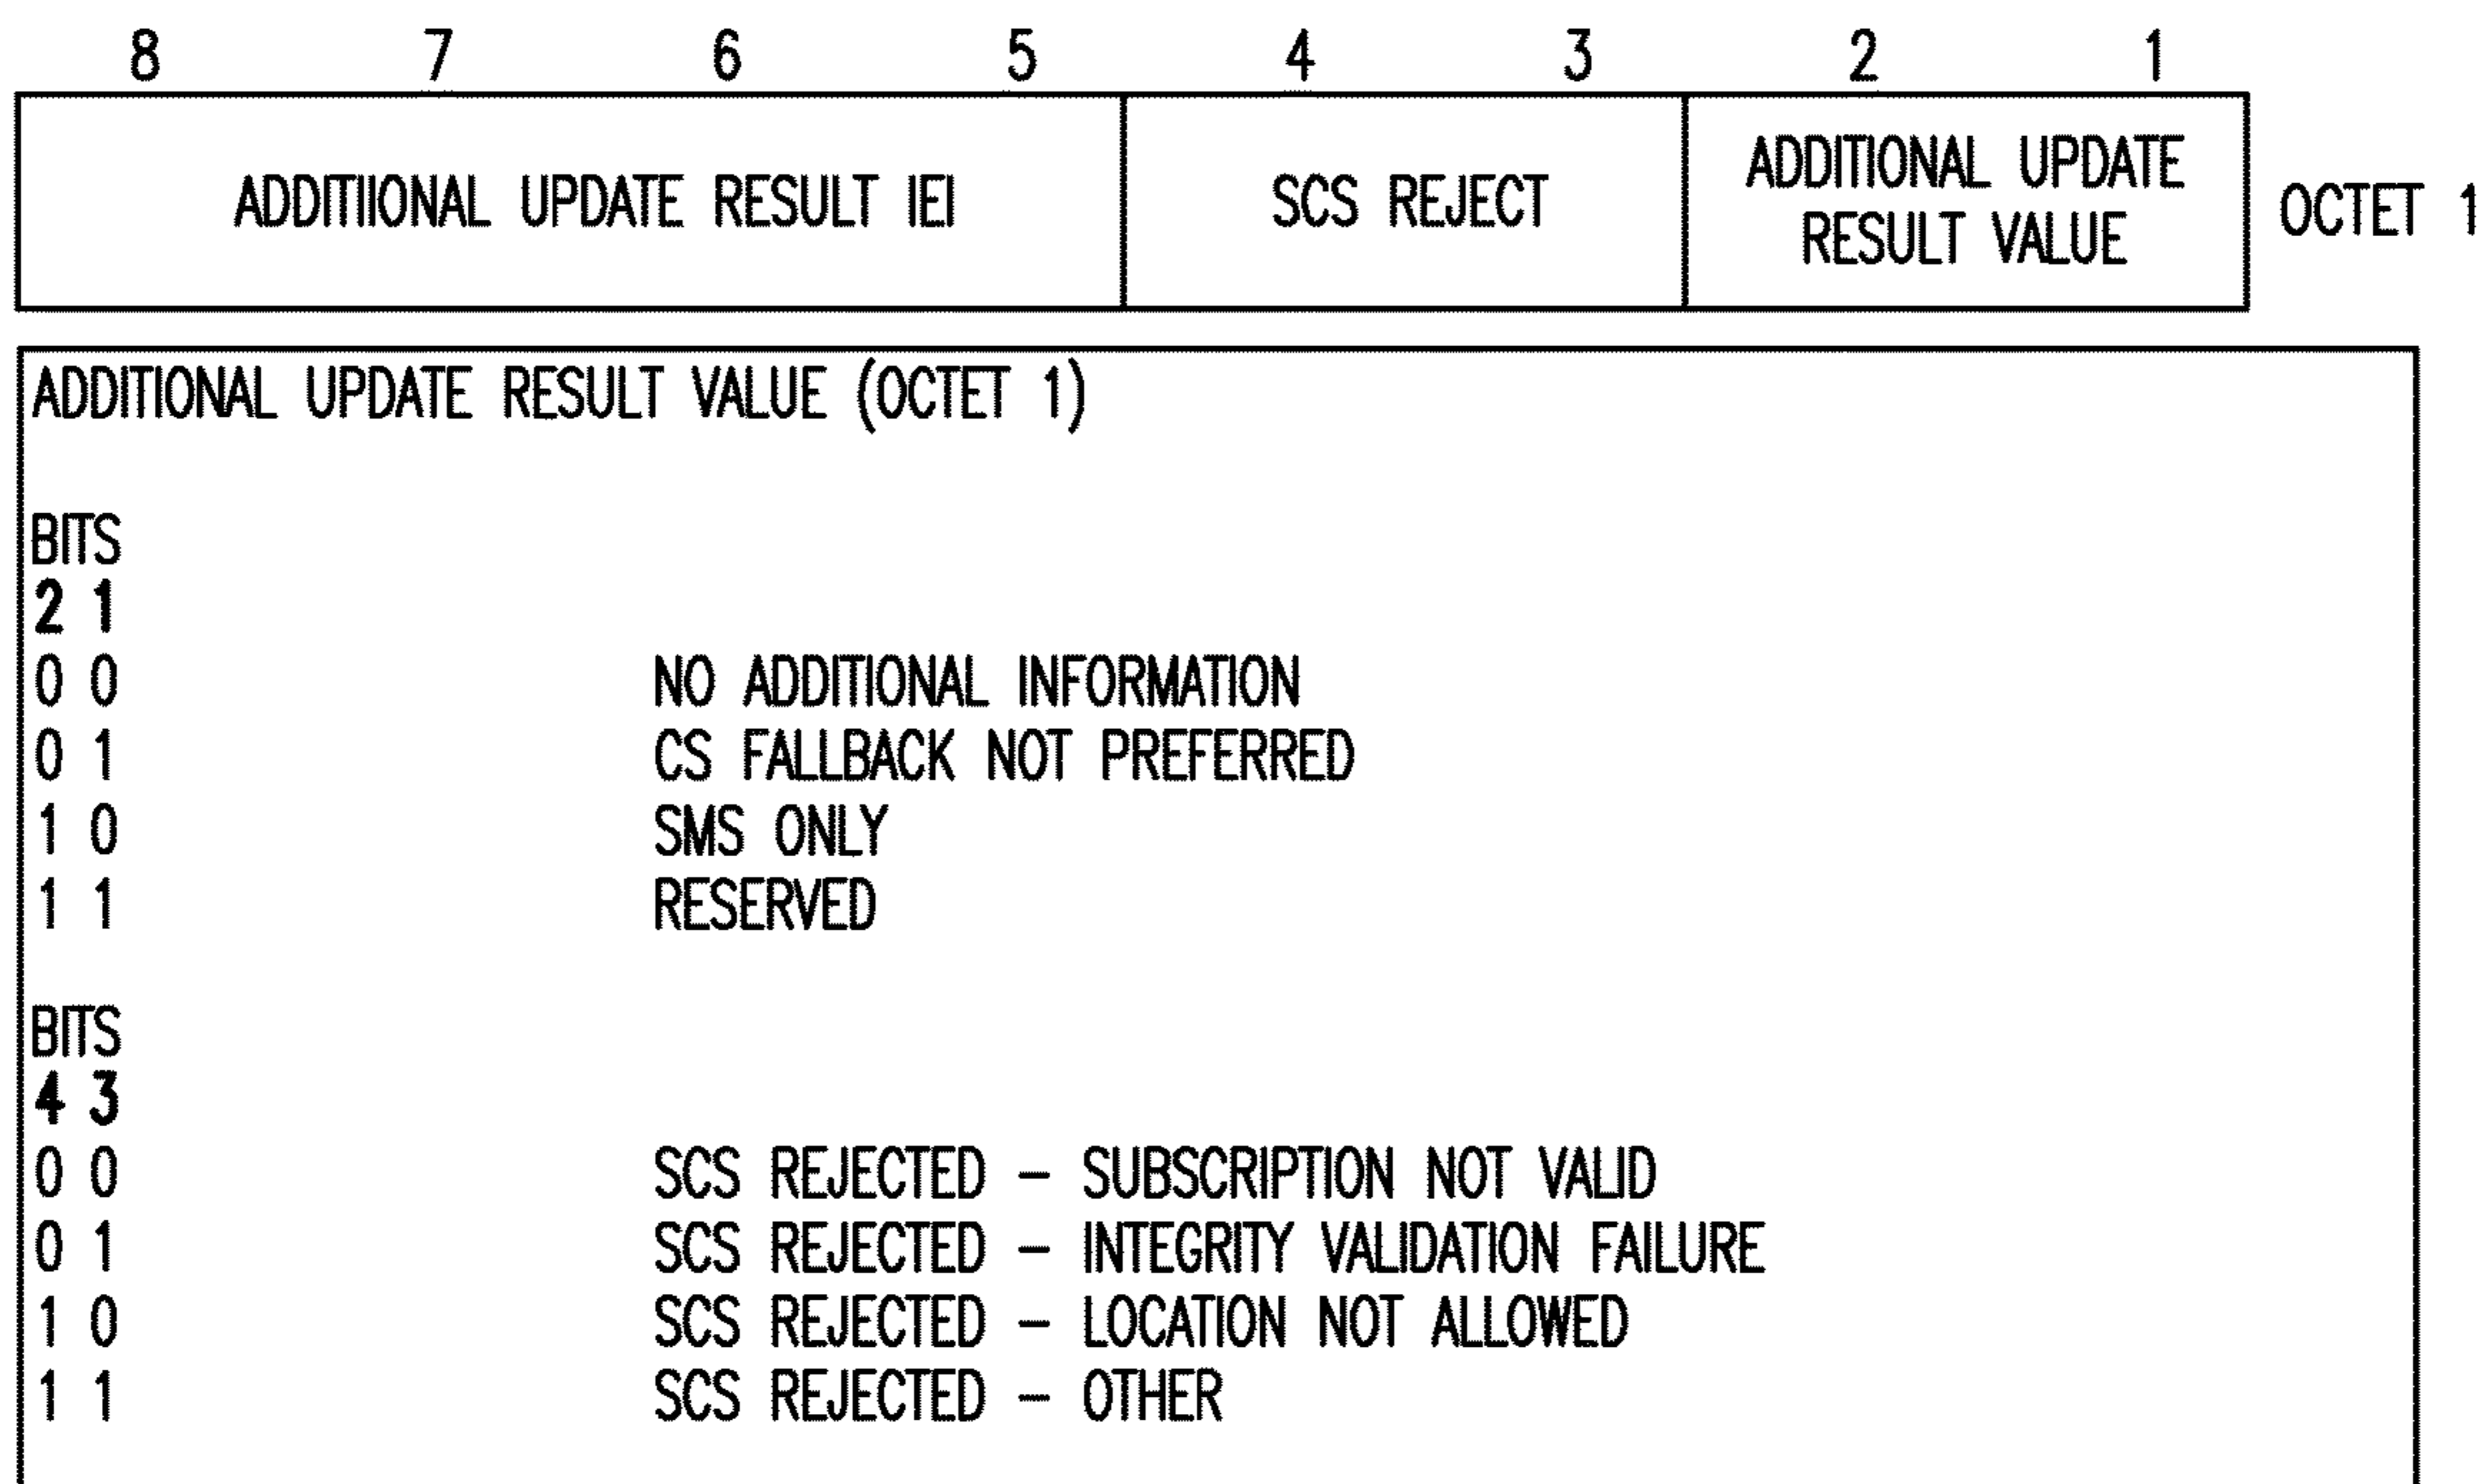 8 7 6 5 4 3 2 1
ADDITIIONAL UPDATE RESULT IEI
SCS REJECT
ADDITIONAL UPDATE
RESULT VALUE
OCTET 1
ADDITIONAL UPDATE RESULT VALUE (OCTET 1)
BITS
2 1
0 0 NO ADDITIONAL INFORMATION
0 1 CS FALLBACK NOT PREFERRED
1 0 SMS ONLY
1 1 RESERVED
BITS
4 3
0 0 SCS REJECTED - SUBSCRIPTION NOT VALID
0 1 SCS REJECTED - INTEGRITY VALIDATION FAILURE
1 0 SCS REJECTED - LOCATION NOT ALLOWED
1 1 SCS REJECTED - OTHER